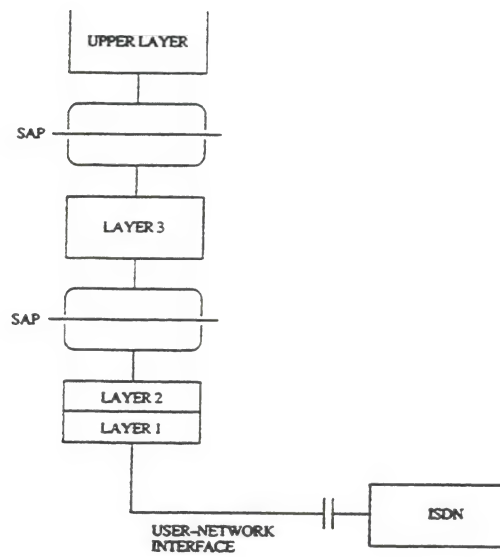 UPPER LAYER
SAP
LAYER 3
SAP
LAYER 2
LAYER 1
ISDN
USER-NETWORK
INTERFACE